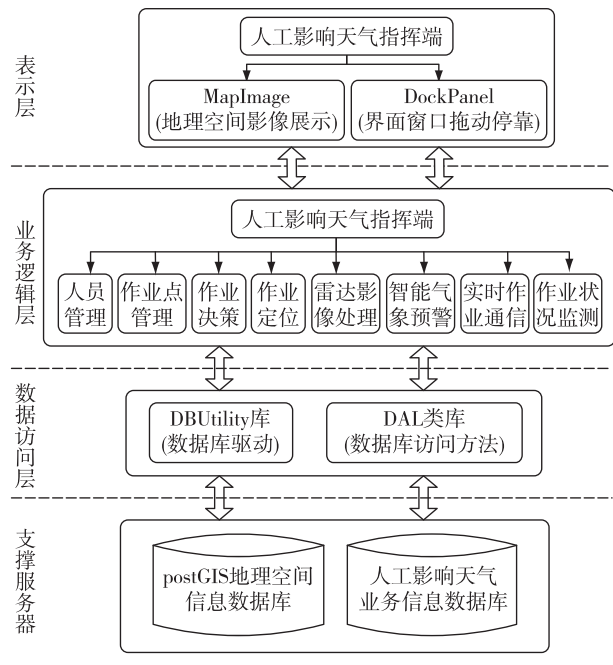 表示层
人工影响天气指挥端
MapImage
(地理空间影像展示)
DockPanel
(界面窗口拖动停靠)
业务逻辑层
人工影响天气指挥端
人员
管理
作业点
管理
作业
决策
作业
定位
雷达影
像处理
智能气
象预警
实时作
业通信
作业状
况监测
数据访问层
DBUtility库
(数据库驱动)
DAL类库
(数据库访问方法)
支撑服务器
postGIS地理空间
信息数据库
人工影响天气
业务信息数据库